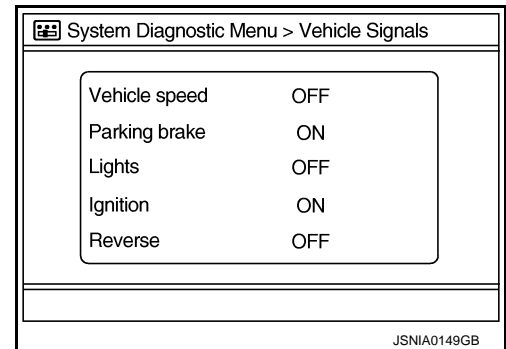 System Diagnostic Menu > Vehicle Signals
Vehicle speed OFF
Parking brake ON
Lights OFF
Ignition ON
Reverse OFF
JSNIA0149GB